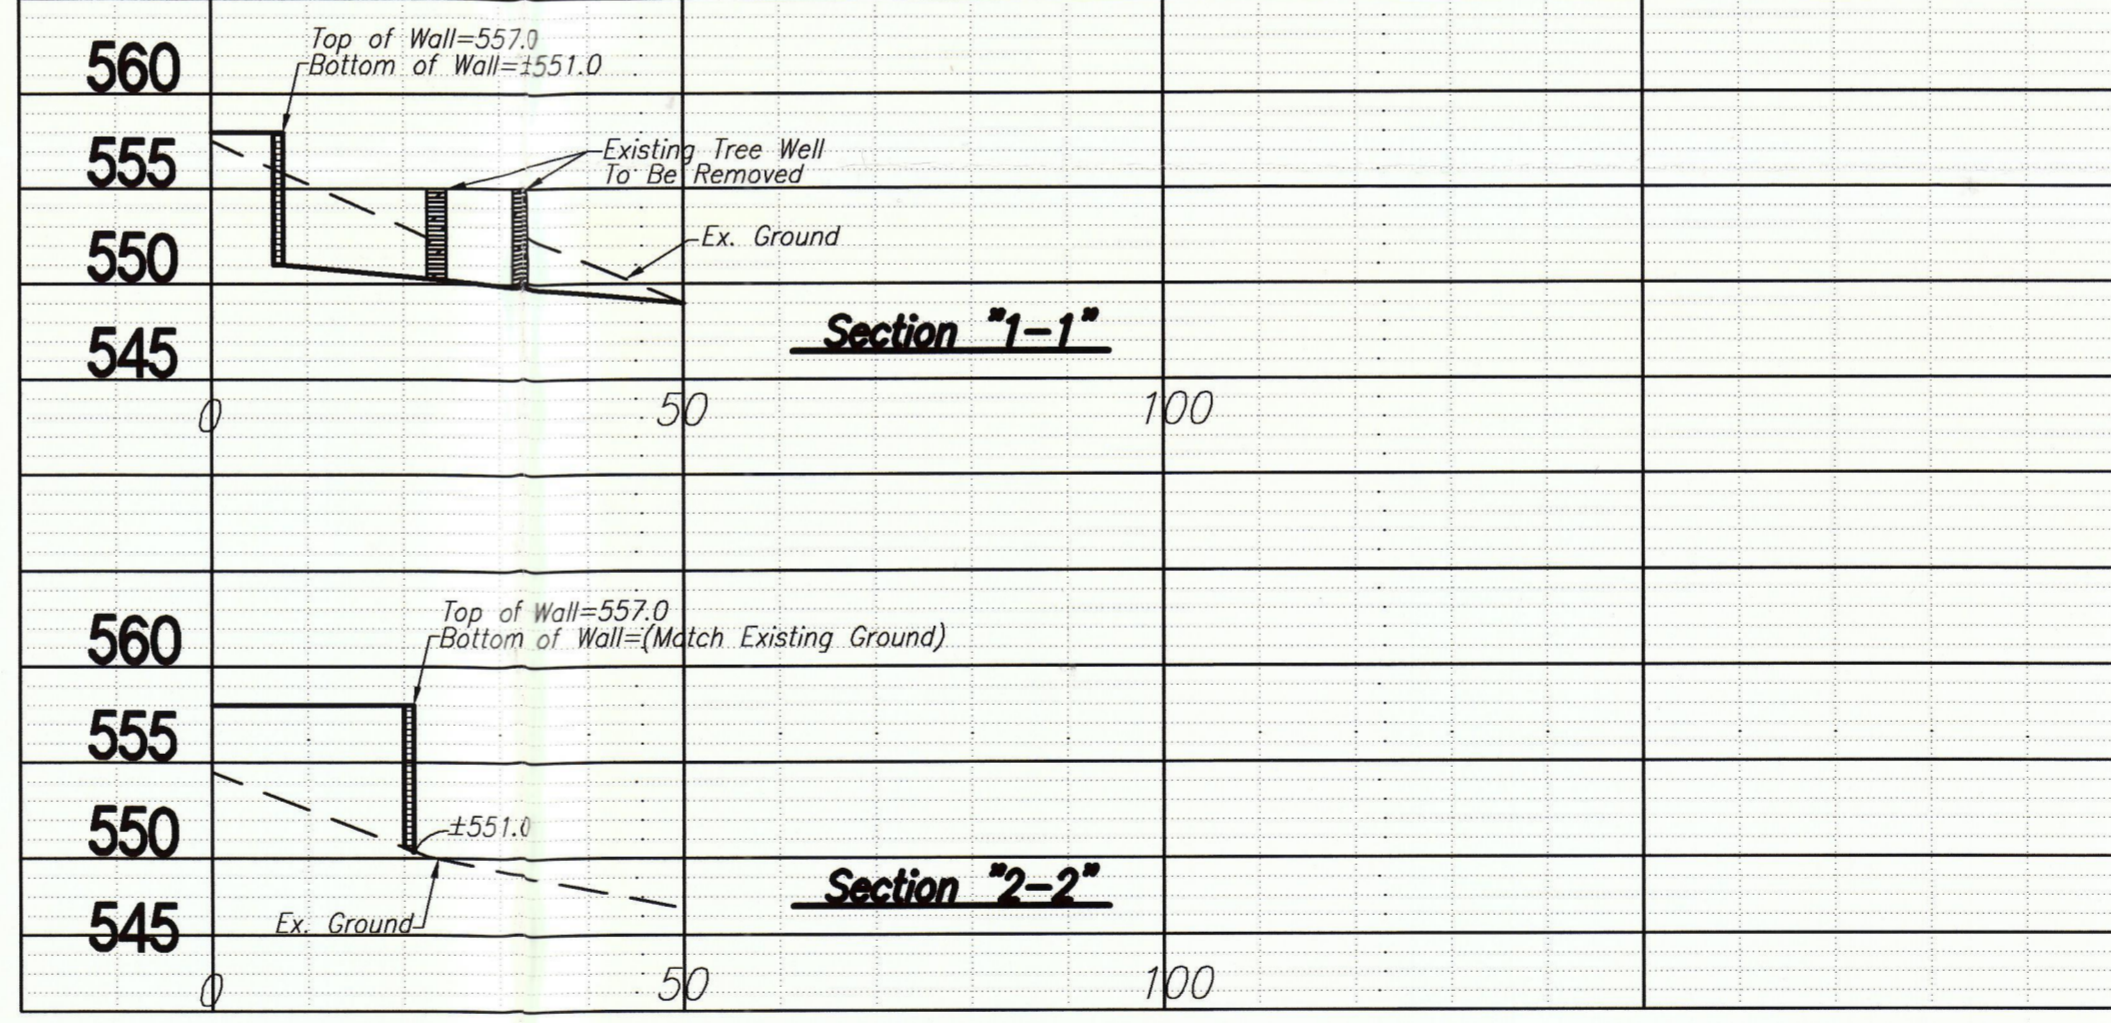 Top of Wall=557.0
Bottom of Wall=±551.0
560
Existing Tree Well
To Be Removed
555
Ex. Ground
550
Section "1-1"
545
0 50 100
Top of Wall=557.0
Bottom of Wall=(Match Existing Ground)
560
555
±551.0
550
Section "2-2"
Ex. Ground
545
0 50 100